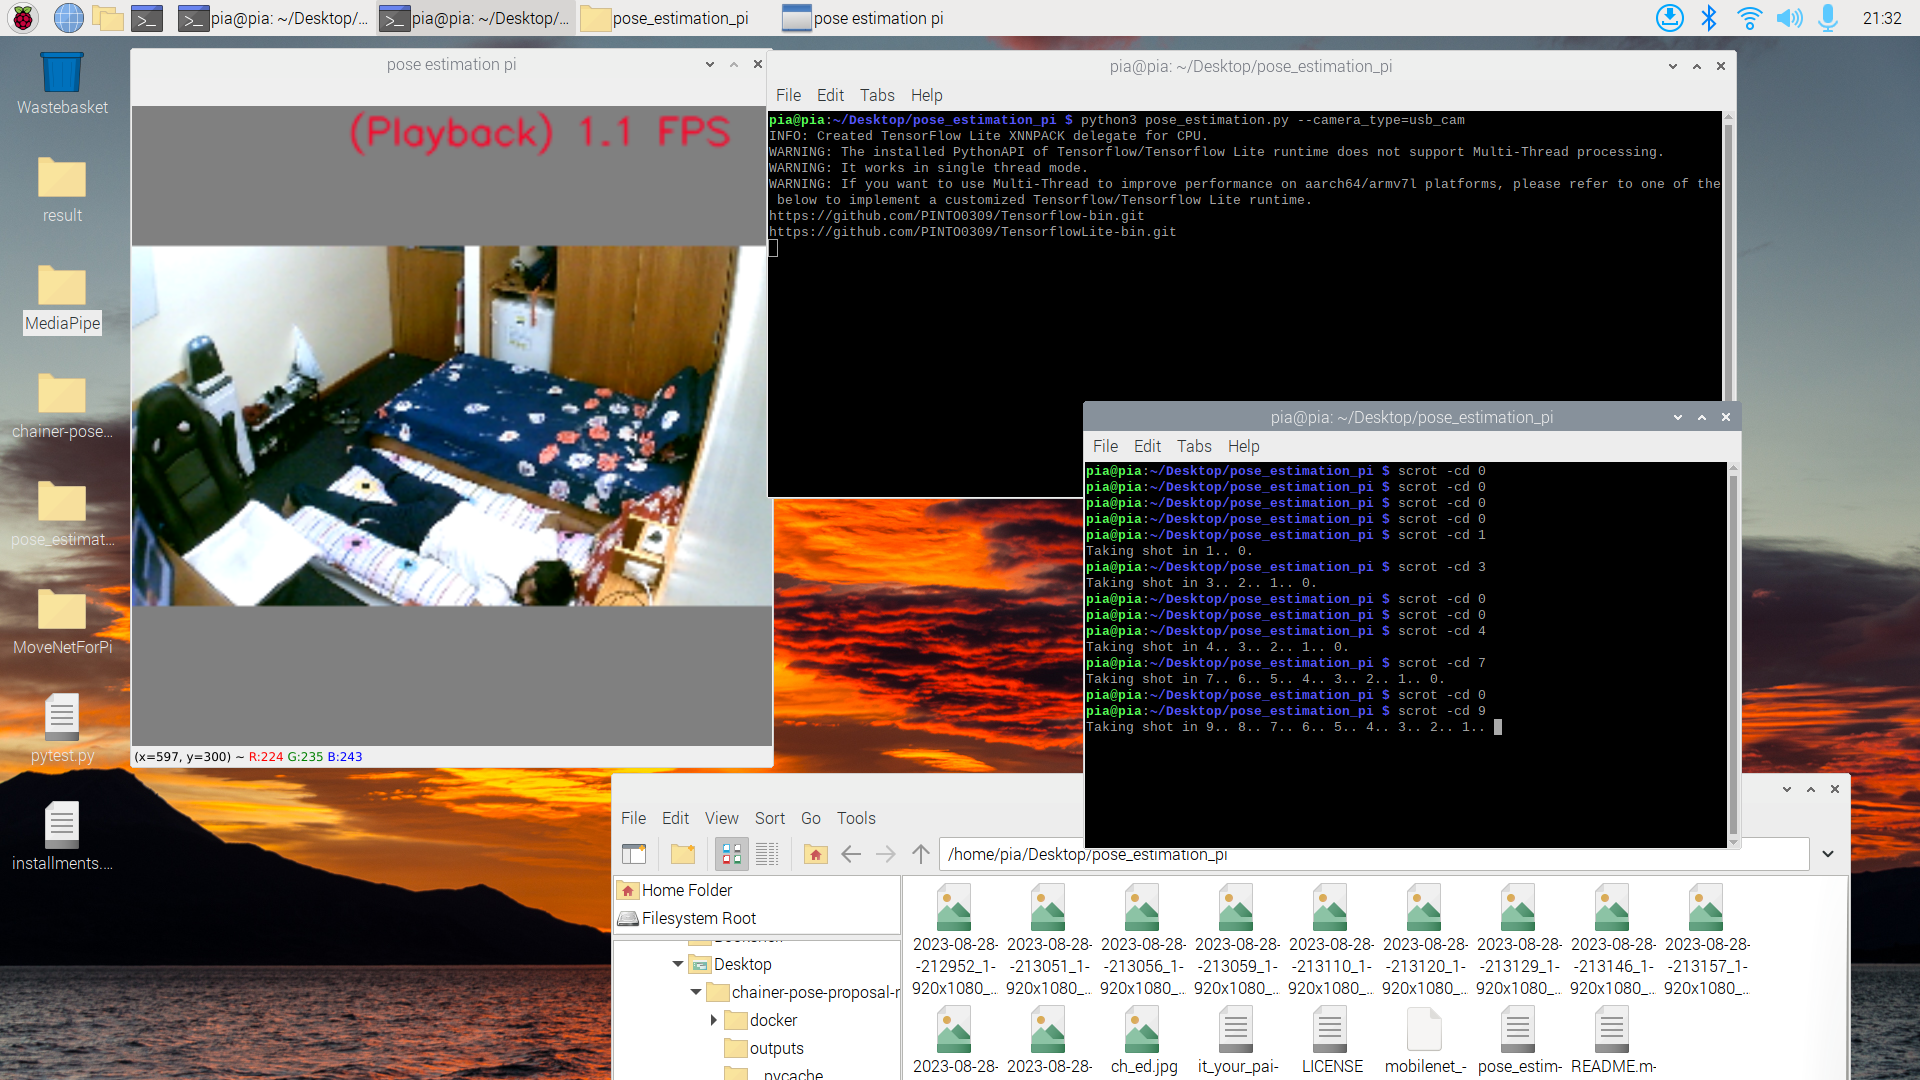 pia@pia: ~/Desktop/...
pia@pia: ~/Desktop/...
pose_estimation_pi
pose estimation pi
21:32
Wastebasket
result
MediaPipe
chainer-pose...
pose_estimat...
MoveNetForPi
pytest.py
installments....
pose estimation pi
(Playback) 1.1 FPS
(x=597, y=300) ~ R:224 G:235 B:243
pia@pia: ~/Desktop/pose_estimation_pi
File Edit Tabs Help
pia@pia:~/Desktop/pose_estimation_pi $ python3 pose_estimation.py --camera_type=usb_cam
INFO: Created TensorFlow Lite XNNPACK delegate for CPU.
WARNING: The installed PythonAPI of Tensorflow/Tensorflow Lite runtime does not support Multi-Thread processing.
WARNING: It works in single thread mode.
WARNING: If you want to use Multi-Thread to improve performance on aarch64/armv7l platforms, please refer to one of the
below to implement a customized Tensorflow/Tensorflow Lite runtime.
https://github.com/PINTO0309/Tensorflow-bin.git
https://github.com/PINTO0309/TensorflowLite-bin.git
pia@pia: ~/Desktop/pose_estimation_pi
File Edit Tabs Help
pia@pia:~/Desktop/pose_estimation_pi $ scrot -cd 0
pia@pia:~/Desktop/pose_estimation_pi $ scrot -cd 0
pia@pia:~/Desktop/pose_estimation_pi $ scrot -cd 0
pia@pia:~/Desktop/pose_estimation_pi $ scrot -cd 0
pia@pia:~/Desktop/pose_estimation_pi $ scrot -cd 1
Taking shot in 1.. 0.
pia@pia:~/Desktop/pose_estimation_pi $ scrot -cd 3
Taking shot in 3.. 2.. 1.. 0.
pia@pia:~/Desktop/pose_estimation_pi $ scrot -cd 0
pia@pia:~/Desktop/pose_estimation_pi $ scrot -cd 0
pia@pia:~/Desktop/pose_estimation_pi $ scrot -cd 4
Taking shot in 4.. 3.. 2.. 1.. 0.
pia@pia:~/Desktop/pose_estimation_pi $ scrot -cd 7
Taking shot in 7.. 6.. 5.. 4.. 3.. 2.. 1.. 0.
pia@pia:~/Desktop/pose_estimation_pi $ scrot -cd 0
pia@pia:~/Desktop/pose_estimation_pi $ scrot -cd 9
Taking shot in 9.. 8.. 7.. 6.. 5.. 4.. 3.. 2.. 1..
File Edit View Sort Go Tools
/home/pia/Desktop/pose_estimation_pi
Home Folder
Filesystem Root
Desktop
chainer-pose-proposal-r
docker
outputs
pycache
2023-08-28- 2023-08-28- 2023-08-28- 2023-08-28- 2023-08-28- 2023-08-28- 2023-08-28- 2023-08-28- 2023-08-28-
-212952_1- -213051_1- -213056_1- -213059_1- -213110_1- -213120_1- -213129_1- -213146_1- -213157_1-
920x1080_... 920x1080_... 920x1080_... 920x1080_... 920x1080_... 920x1080_... 920x1080_... 920x1080_... 920x1080_...
2023-08-28- 2023-08-28- ch_ed.jpg it_your_pai- LICENSE mobilenet_- pose_estim- README.m-